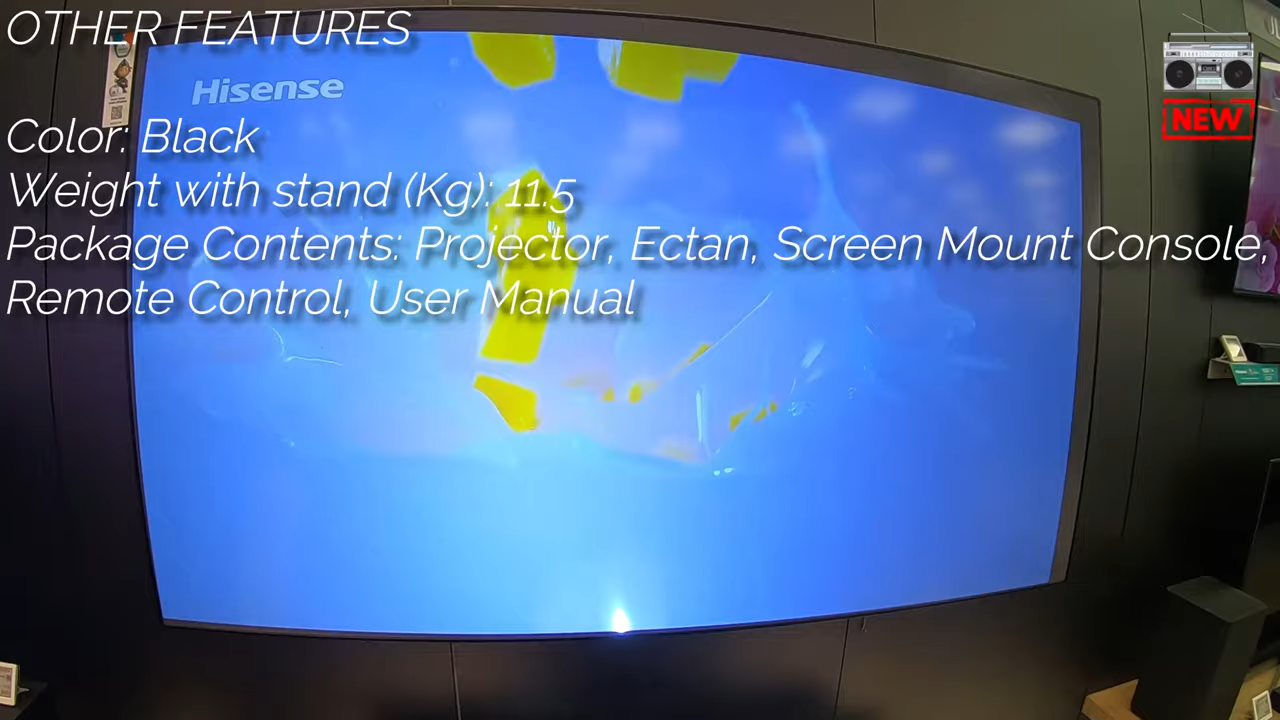 OTHER FEATURES
Hisense
NEW
Color: Black
Weight with stand (Kg): 11.5
Package Contents: Projector, Ectan, Screen Mount Console,
Remote Control, User Manual